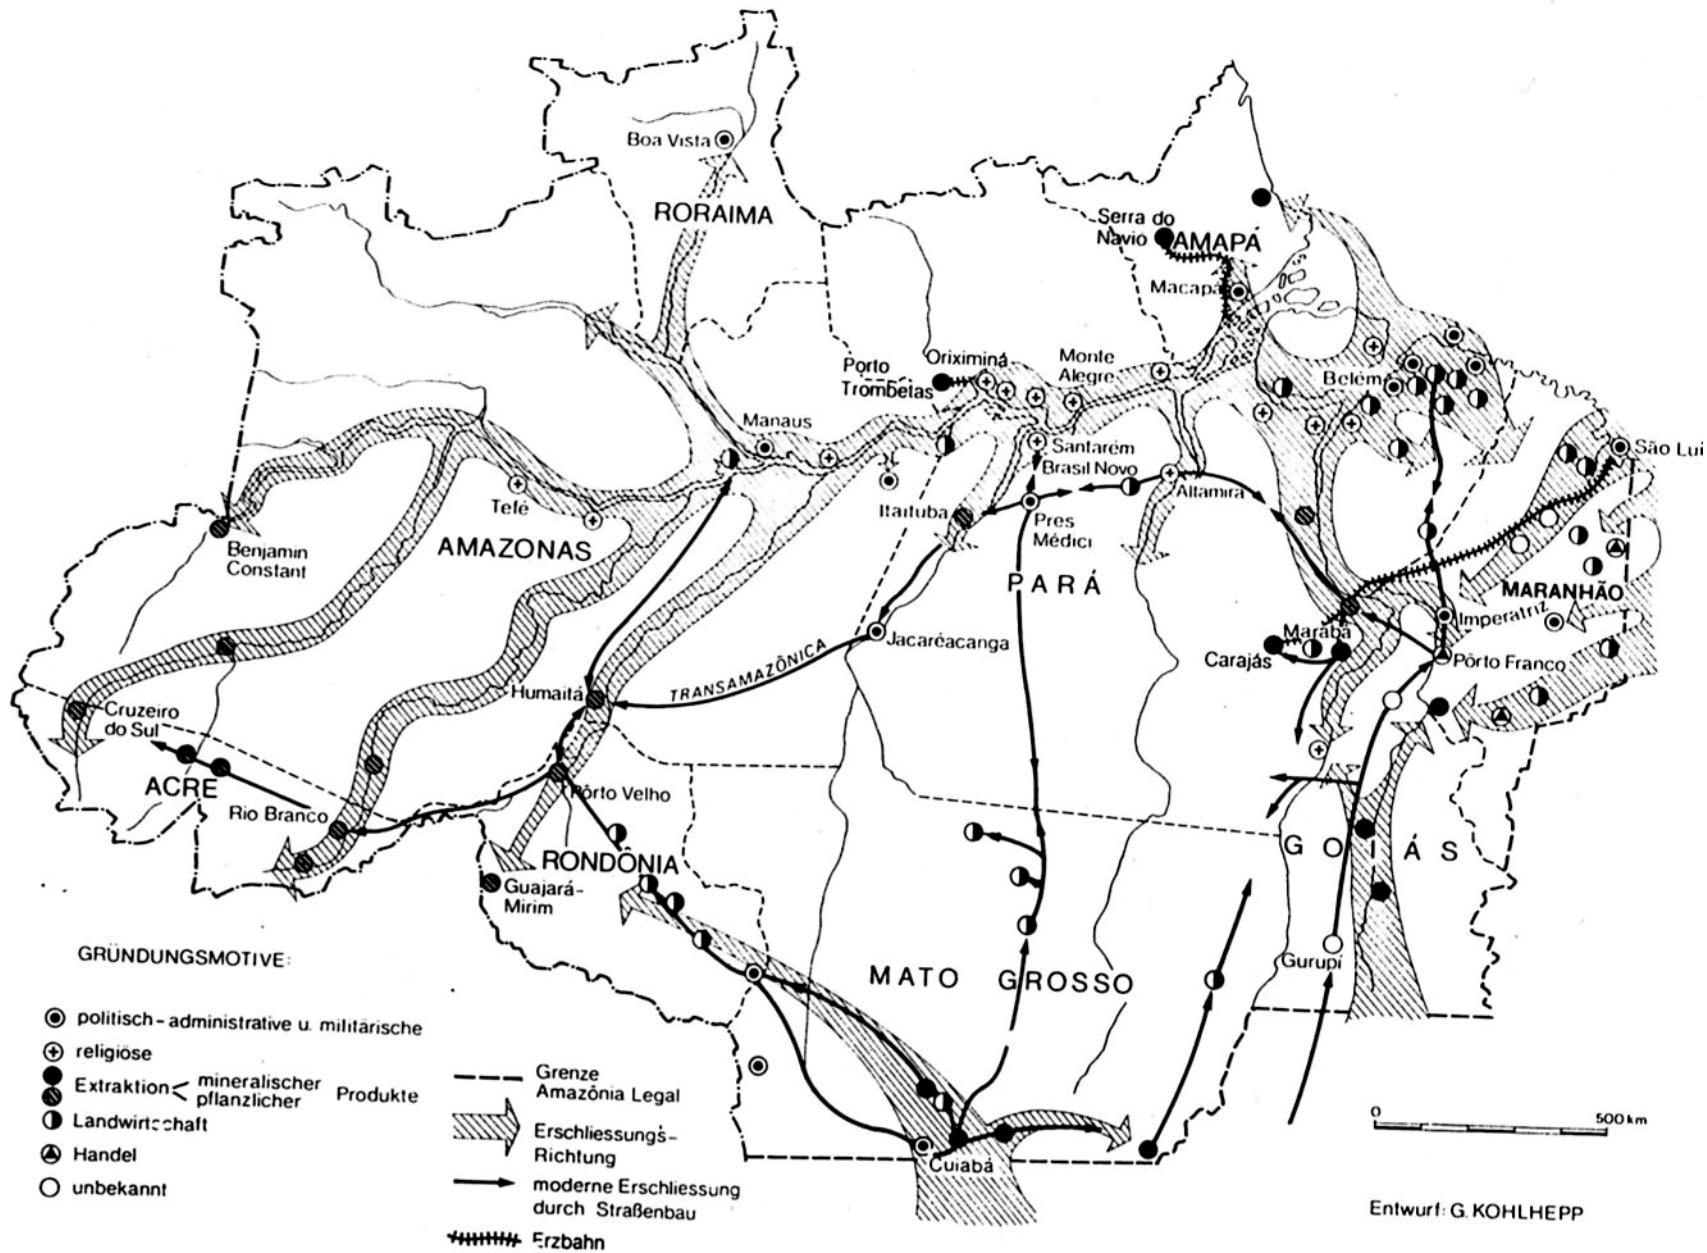 Boa Vista
RORAIMA
Serra do
Navio
AMAPÁ
Macapá
Porto
Trombetas
Oriximiná
Monte
Alegre
Belém
Manaus
Santarém
Brasil Novo
Altamira
São Luí
Tefé
Itaituba
Pres
Médici
Benjamin
Constant
AMAZONAS
PARÁ
MARANHÃO
Imperatriz
Jacaréacanga
Marabá
Carajás
Pôrto Franco
TRANSAMAZÔNICA
Humaitá
Cruzeiro
do Sul
ACRE
Pôrto Velho
Rio Branco
RONDÔNIA
GOIÁS
Guajará-
Mirim
MATO GROSSO
Gurupi
Cuiabá
GRÜNDUNGSMOTIVE:
politisch-administrative u. militärische
religiöse
Extraktion mineralischer Produkte
pflanzlicher
Landwirtschaft
Handel
unbekannt
Grenze
Amazônia Legal
Erschliessungs-
Richtung
moderne Erschliessung
durch Straßenbau
Erzbahn
0 500 km
Entwurf: G. KOHLHEPP